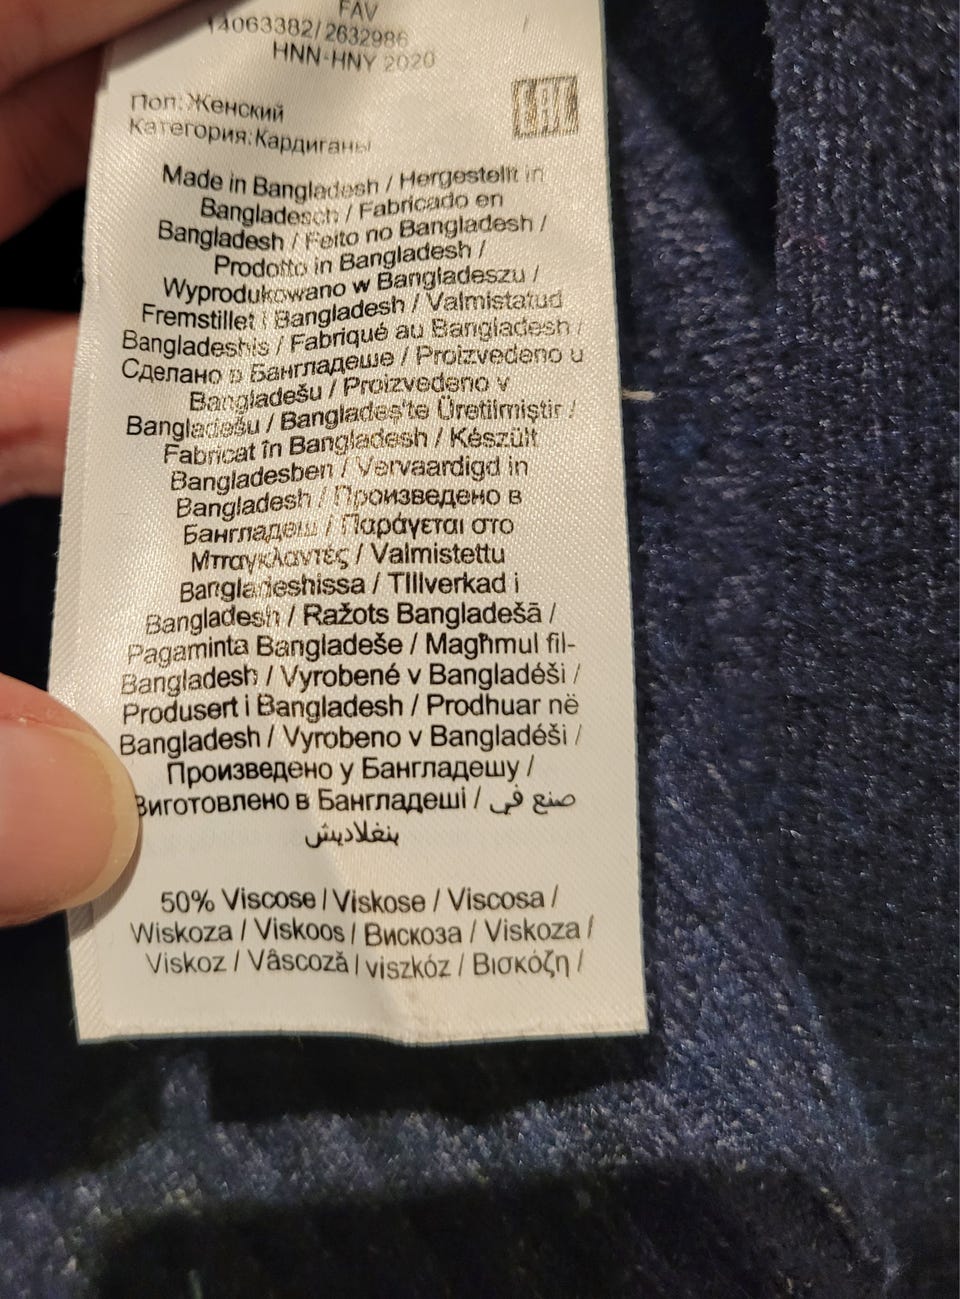 FAV
14063382/2632986 /
HNN-HNY 2020
EAC
Пол:Женский
Категория:Кардиганы
Made in Bangladesh / Hergestellt in
Bangladesch / Fabricado en
Bangladesh / Feito no Bangladesh /
Prodotto in Bangladesh /
Wyprodukowano w Bangladeszu /
Fremstillet i Bangladesh / Valmistatud
Bangladeshis / Fabriqué au Bangladesh /
Сделано в Бангладеше / Proizvedeno u
Bangladešu / Proizvedeno v
Bangladešu / Bangladeş'te Üretilmiştir /
Fabricat în Bangladesh / Készült
Bangladesben / Vervaardigd in
Bangladesh / Произведено в
Бангладеш / Παράγεται στο
Μπαγκλαντές / Valmistettu
Bangladeshissa / TIllverkad i
Bangladesh / Ražots Bangladešā /
Pagaminta Bangladeše / Magħmul fil-
Bangladesh / Vyrobené v Bangladéši /
Produsert i Bangladesh / Prodhuar në
Bangladesh / Vyrobeno v Bangladéši /
Произведено у Бангладешу /
Виготовлено в Бангладеші / صنع في
بنغلاديش
50% Viscose / Viskose / Viscosa /
Wiskoza / Viskoos / Вискоза / Viskoza /
Viskoz / Vâscoză / viszkóz / Βισκόζη /